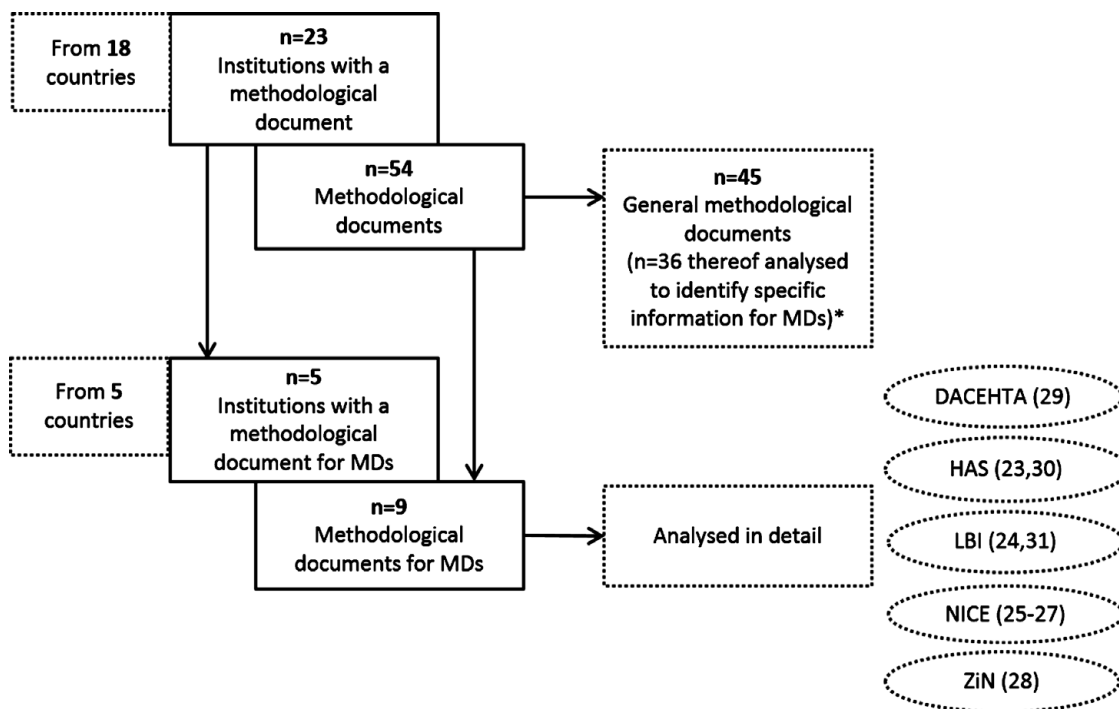 From 18
countries
n=23
Institutions with a
methodological
document
n=54
Methodological
documents
n=45
General methodological
documents
(n=36 thereof analysed
to identify specific
information for MDs)*
From 5
countries
n=5
Institutions with a
methodological
document for MDs
n=9
Methodological
documents for MDs
Analysed in detail
DACEHTA (29)
HAS (23,30)
LBI (24,31)
NICE (25-27)
ZiN (28)